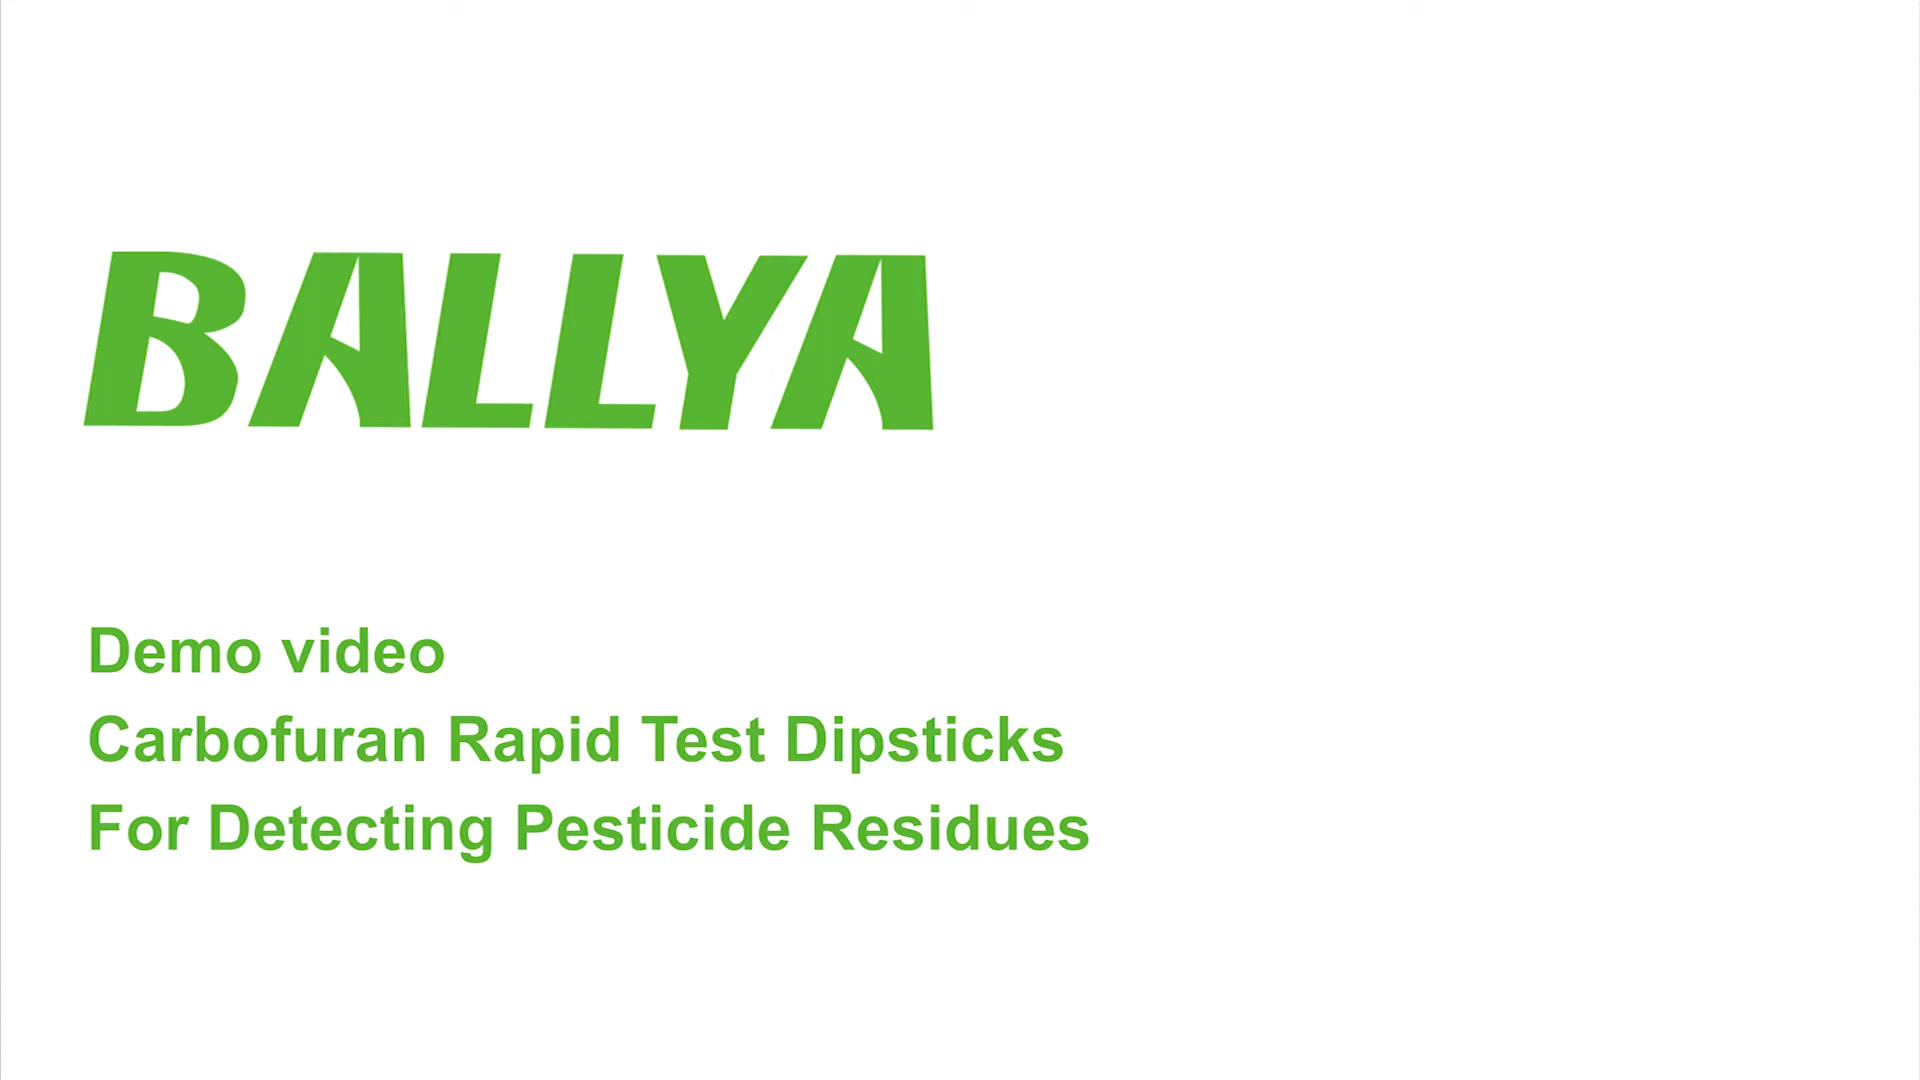 BALLYA
Demo video
Carbofuran Rapid Test Dipsticks
For Detecting Pesticide Residues